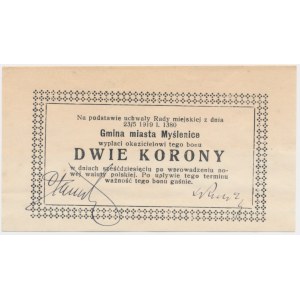 Na podstawie uchwały Rady miejskiej z dnia
23/5 1919 l. 1380
Gmina miasta Myślenice
wypłaci okazicielowi tego bonu
DWIE KORONY
w dniach sześćdziesięciu po wprowadzeniu no-
wej waluty polskiej. Po upływie tego terminu
ważność tego bonu gaśnie.